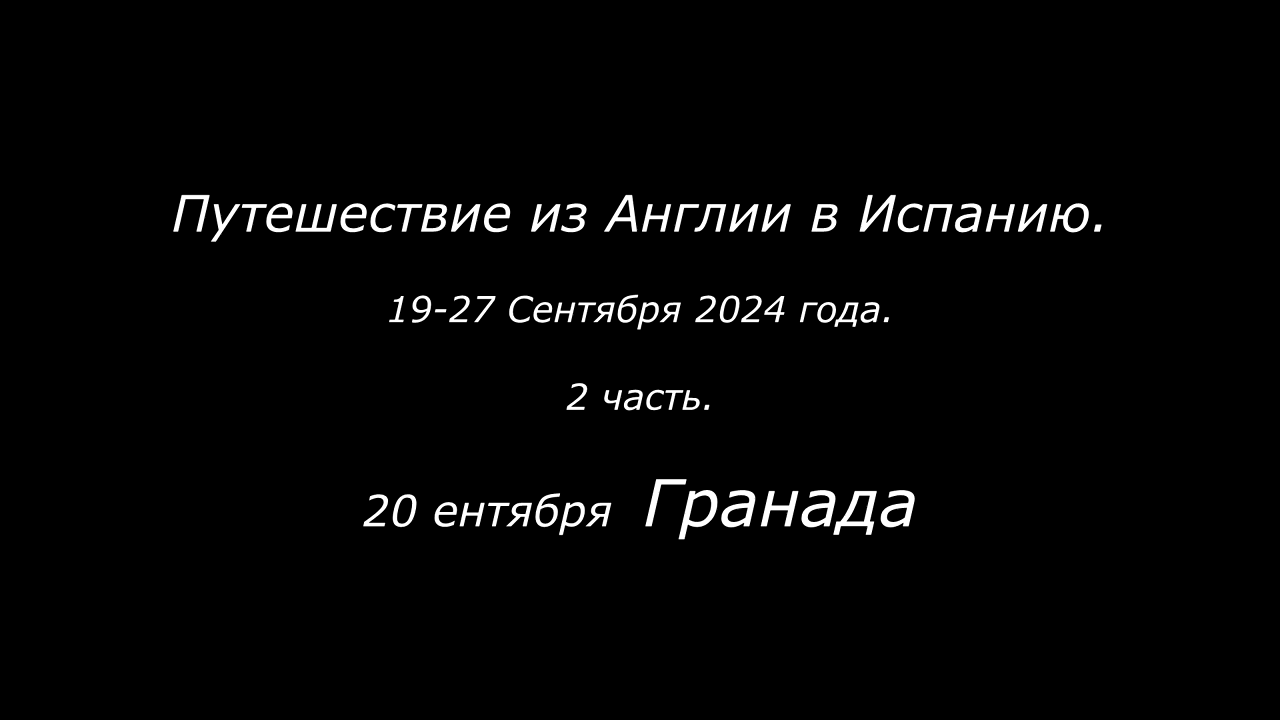 Путешествие из Англии в Испанию.
19-27 Сентября 2024 года.
2 часть.
20 ентября Гранада